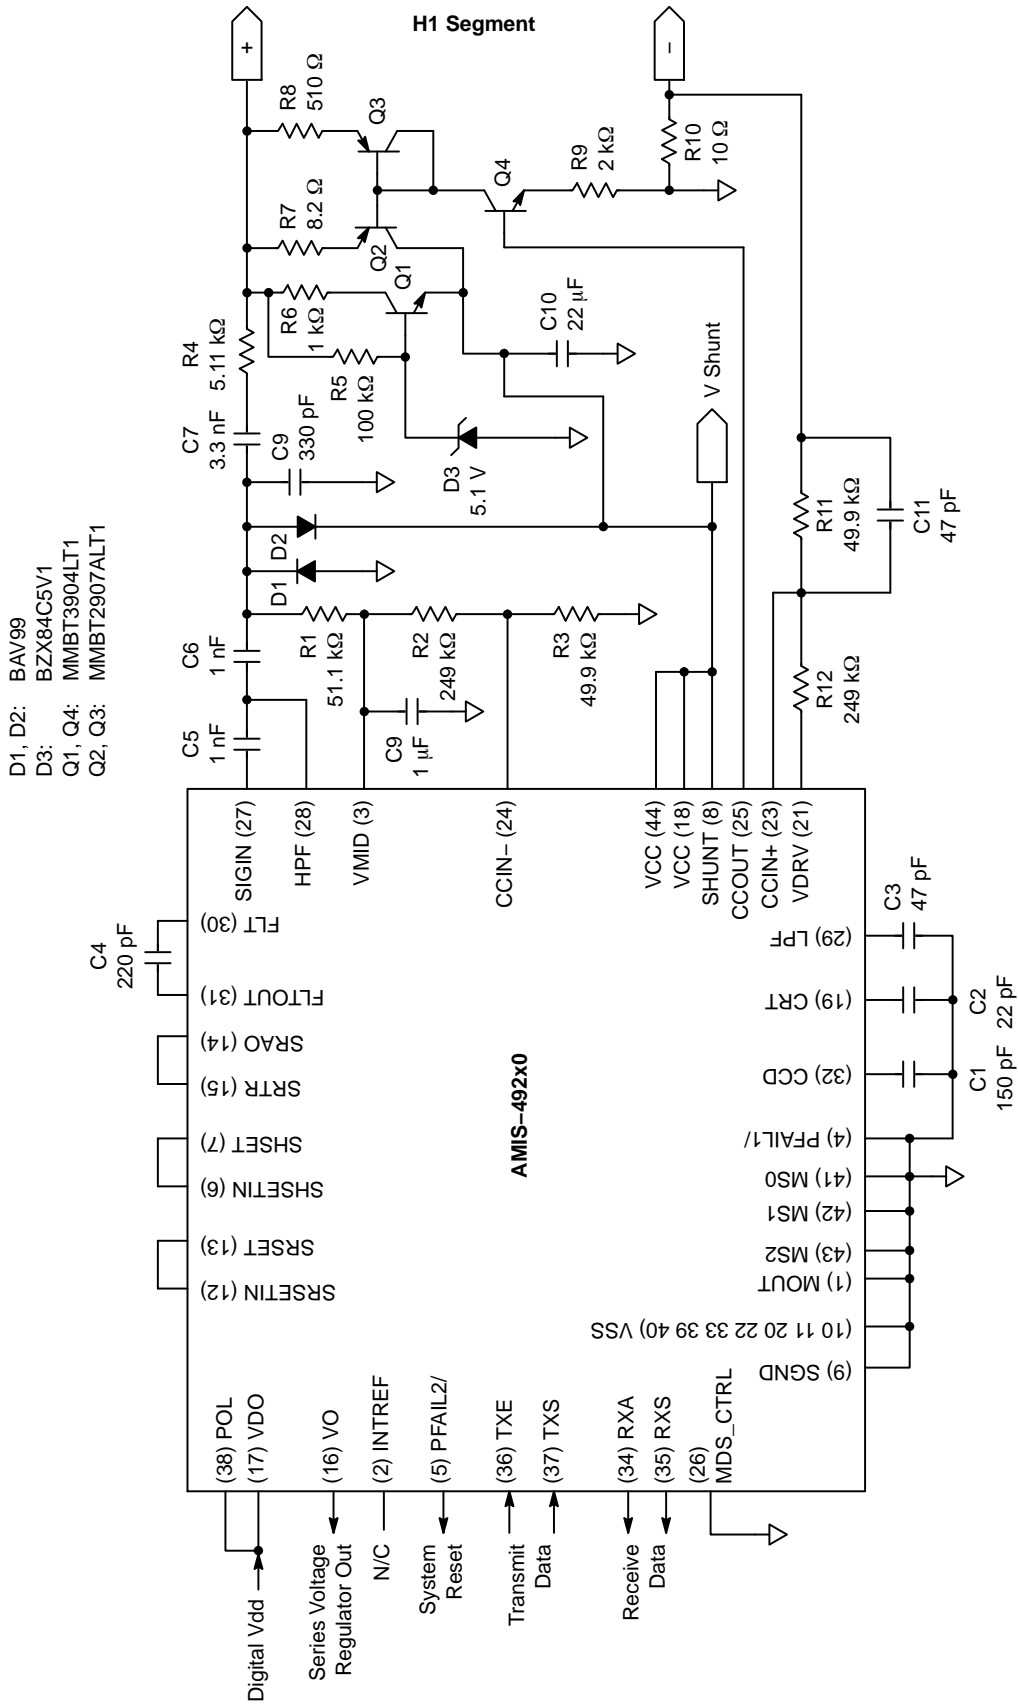 D1, D2: BAV99
D3: BZX84C5V1
Q1, Q4: MMBT3904LT1
Q2, Q3: MMBT2907ALT1
H1 Segment
+
−
R8
510 Ω
Q3
R7
8.2 Ω
Q2
Q1
Q4
R9
2 kΩ
R10
10 Ω
R4
5.11 kΩ
R6
1 kΩ
R5
100 kΩ
C10
22 µF
V Shunt
C7
3.3 nF
C9
330 pF
D3
5.1 V
D2
D1
C6
1 nF
C5
1 nF
R1
51.1 kΩ
R2
249 kΩ
R3
49.9 kΩ
C9
1 µF
R11
49.9 kΩ
C11
47 pF
R12
249 kΩ
SIGIN (27)
HPF (28)
VMID (3)
CCIN− (24)
VCC (44)
VCC (18)
SHUNT (8)
CCOUT (25)
CCIN+ (23)
VDRV (21)
C4
220 pF
(30) FLT
(31) FLTOUT
(14) SRAO
(15) SRTR
(7) SHSET
(6) SHSETIN
(13) SRSET
(12) SRSETIN
AMIS−492x0
(29) LPF
(19) CRT
(32) CCD
(4) PFAIL1/
(41) MS0
(42) MS1
(43) MS2
(1) MOUT
(10 11 20 22 33 39 40) VSS
(9) SGND
C3
47 pF
C2
22 pF
C1
150 pF
(38) POL
(17) VDO
(16) VO
(2) INTREF
(5) PFAIL2/
(36) TXE
(37) TXS
(34) RXA
(35) RXS
(26)
MDS_CTRL
Digital Vdd
Series Voltage
Regulator Out
N/C
System
Reset
Transmit
Data
Receive
Data